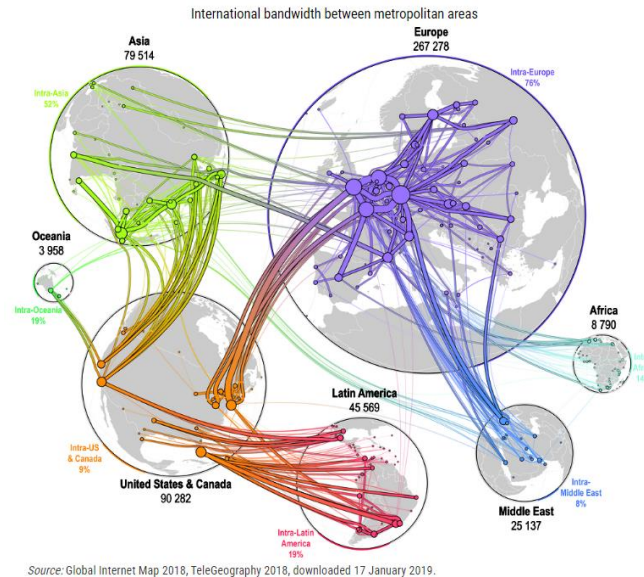 International bandwidth between metropolitan areas
Asia
79 514
Europe
267 278
Intra-Asia
53%
Intra-Europe
76%
Oceania
3 958
Intra-Oceania
19%
Africa
8 790
Latin America
45 569
Intra-US
& Canada
9%
United States & Canada
90 282
Intra-Latin
America
19%
Middle East
25 137
Intra-
Middle East
8%
Source: Global Internet Map 2018, TeleGeography 2018, downloaded 17 January 2019.